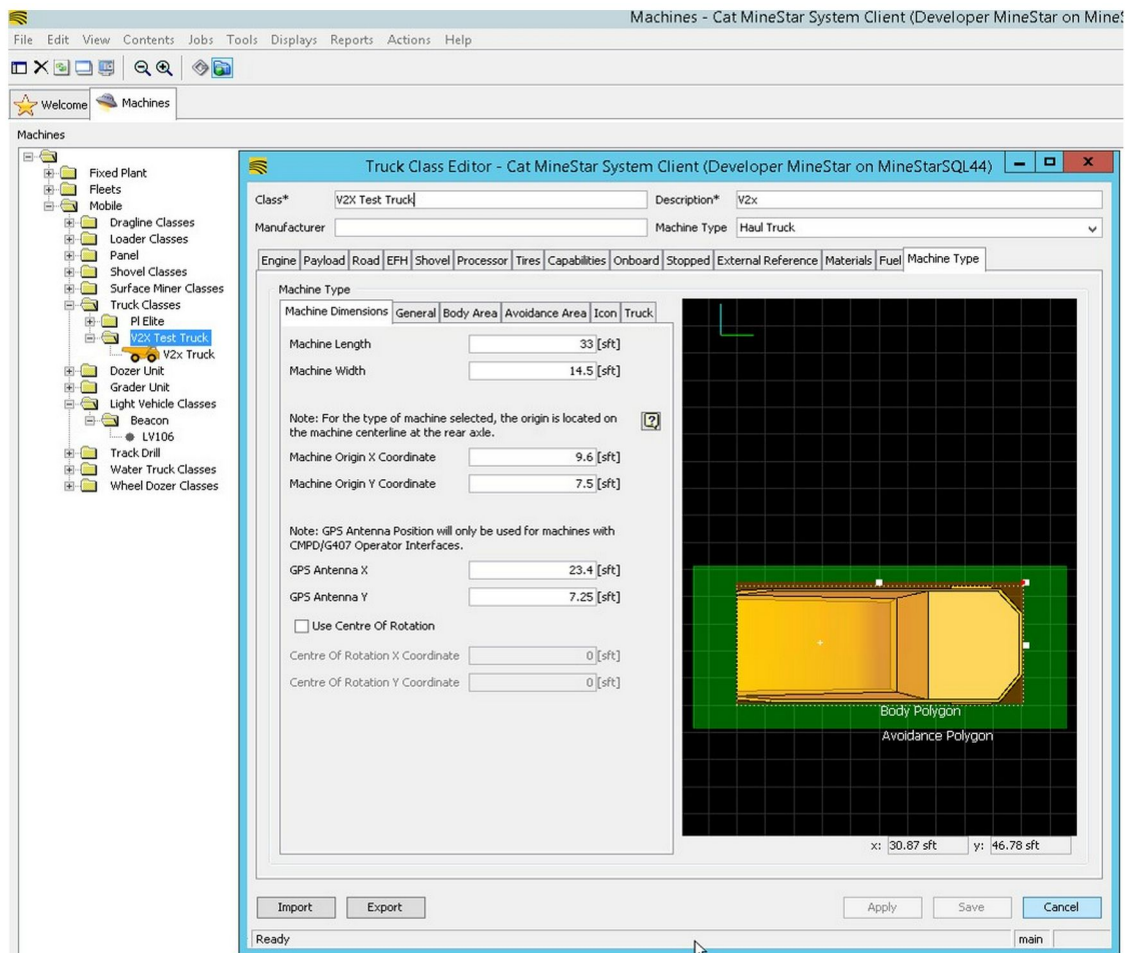 Machines - Cat MineStar System Client (Developer MineStar on Mine
File Edit View Contents Jobs Tools Displays Reports Actions Help
Welcome Machines
Machines
Fixed Plant
Fleets
Mobile
Dragline Classes
Loader Classes
Panel
Shovel Classes
Surface Miner Classes
Truck Classes
PI Elite
V2X Test Truck
V2x Truck
Dozer Unit
Grader Unit
Light Vehicle Classes
Beacon
LV106
Track Drill
Water Truck Classes
Wheel Dozer Classes
Truck Class Editor - Cat MineStar System Client (Developer MineStar on MineStarSQL44)
Class* V2X Test Truck Description* V2x
Manufacturer Machine Type Haul Truck
Engine Payload Road EFH Shovel Processor Tires Capabilities Onboard Stopped External Reference Materials Fuel Machine Type
Machine Type
Machine Dimensions General Body Area Avoidance Area Icon Truck
Machine Length 33 [sft]
Machine Width 14.5 [sft]
Note: For the type of machine selected, the origin is located on
the machine centerline at the rear axle.
Machine Origin X Coordinate 9.6 [sft]
Machine Origin Y Coordinate 7.5 [sft]
Note: GPS Antenna Position will only be used for machines with
CMPD/G407 Operator Interfaces.
GPS Antenna X 23.4 [sft]
GPS Antenna Y 7.25 [sft]
Use Centre Of Rotation
Centre Of Rotation X Coordinate 0 [sft]
Centre Of Rotation Y Coordinate 0 [sft]
Body Polygon
Avoidance Polygon
x: 30.87 sft y: 46.78 sft
Import Export Apply Save Cancel
Ready main